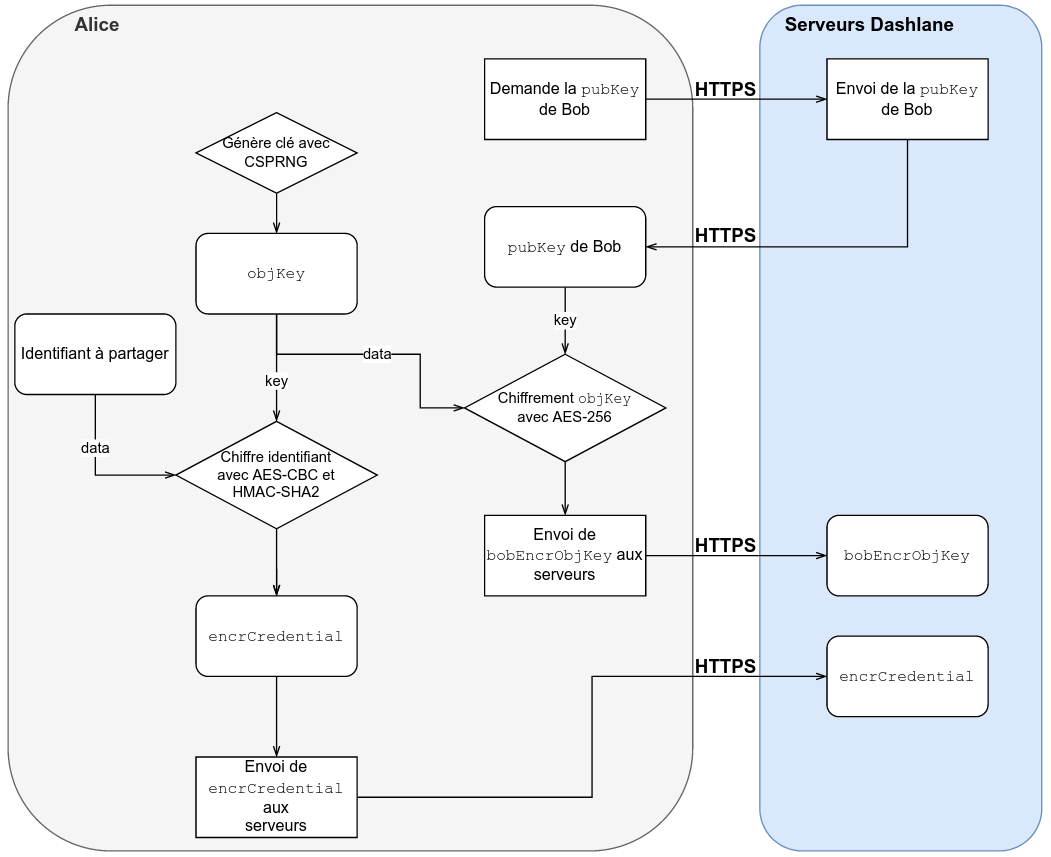 Alice
Serveurs Dashlane
Demande la pubKey
de Bob
HTTPS
Envoi de la pubKey
de Bob
Génère clé avec
CSPRNG
pubKey de Bob
HTTPS
objKey
key
Identifiant à partager
data
key
Chiffrement objKey
avec AES-256
data
Chiffre identifiant
avec AES-CBC et
HMAC-SHA2
Envoi de
bobEncrObjKey aux
serveurs
HTTPS
bobEncrObjKey
encrCredential
HTTPS
encrCredential
Envoi de
encrCredential
aux
serveurs